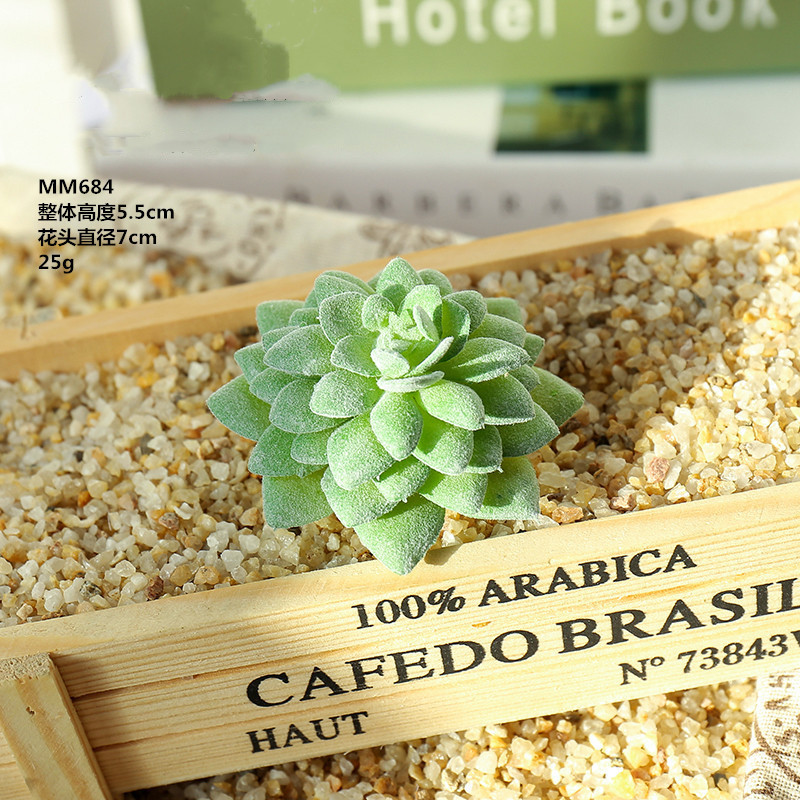 Hotel Book
MM684
整体高度5.5cm
花头直径7cm
25g
100% ARABICA
CAFEDO BRASIL
N° 73843
HAUT